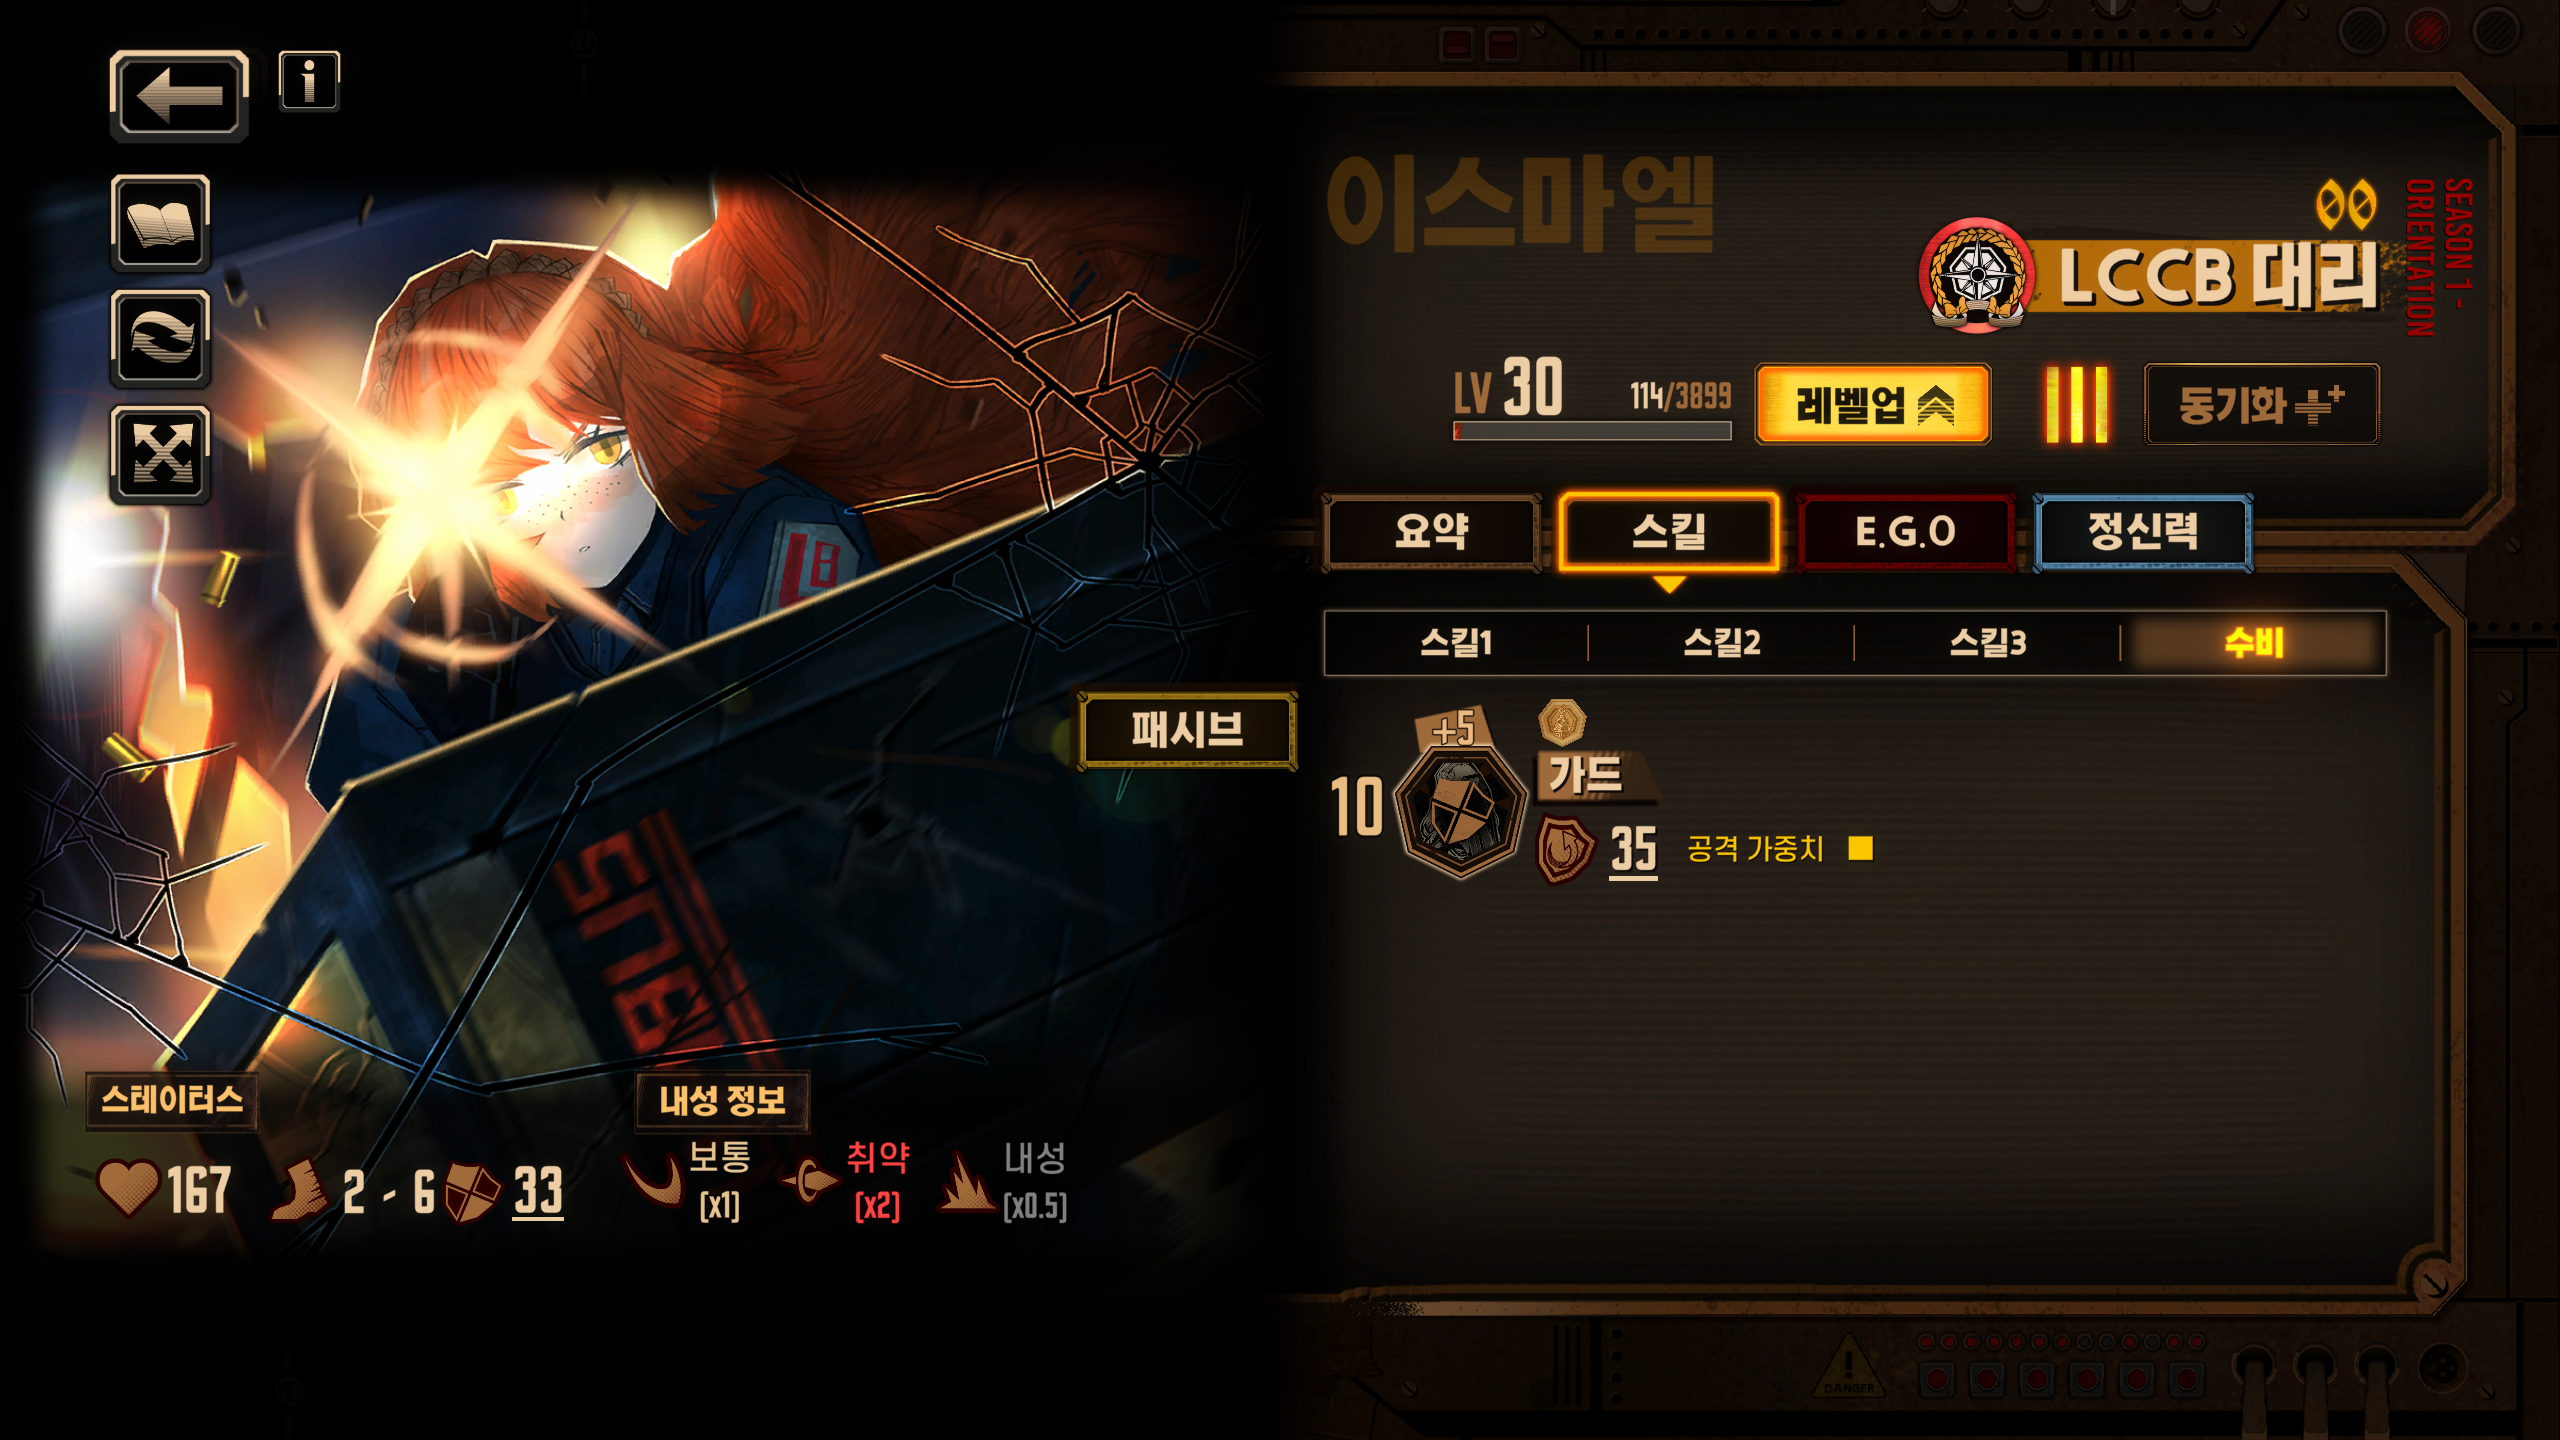 이스마엘
LCCB 대리
SEASON 1 -
ORIENTATION
LV 30
114/3899
레벨업
동기화
요약
스킬
E.G.O
정신력
스킬1
스킬2
스킬3
수비
패시브
+5
10
가드
35
공격 가중치
BUS
스테이터스
167
2 - 6
33
내성 정보
보통
[x1]
취약
[x2]
내성
[x0.5]
DANGER